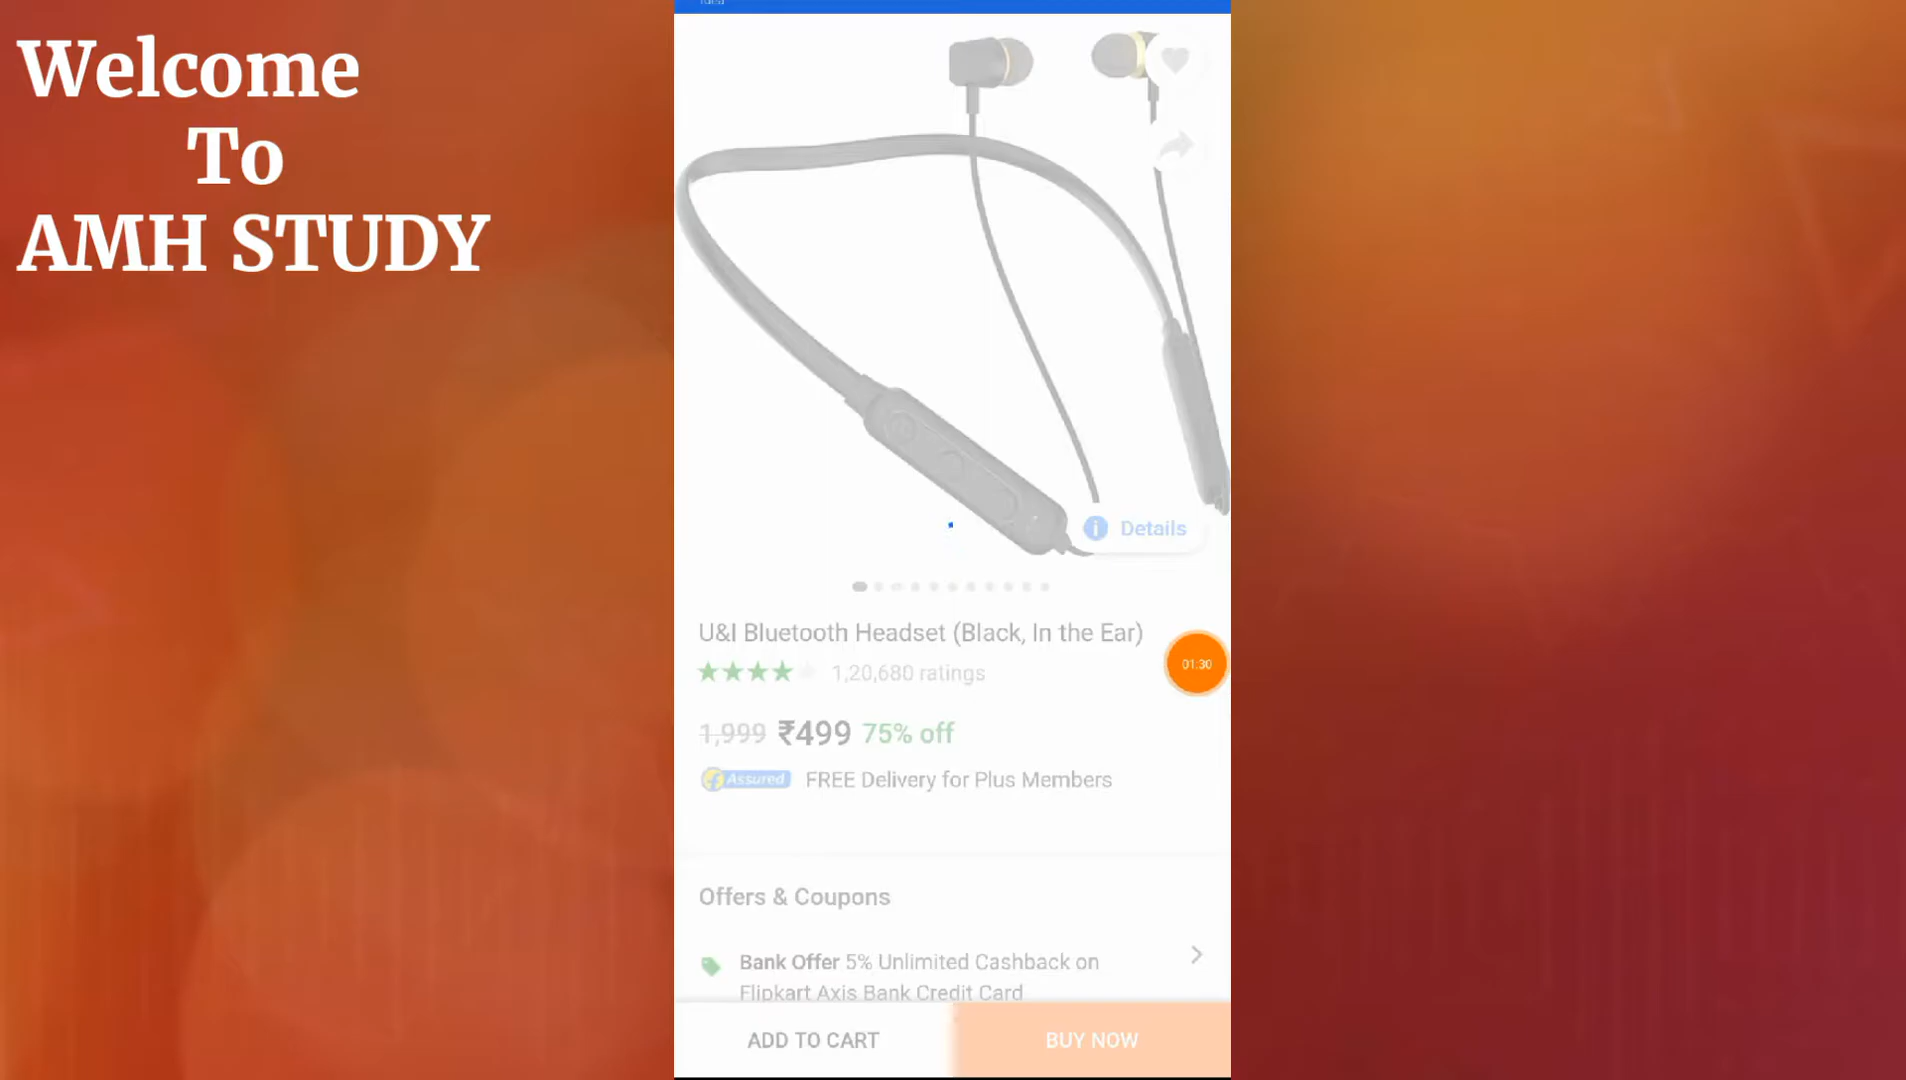 Welcome
To
AMH STUDY
Idea
Details
U&I Bluetooth Headset (Black, In the Ear)
1,20,680 ratings
01:30
1,999 ₹499 75% off
Assured FREE Delivery for Plus Members
Offers & Coupons
Bank Offer 5% Unlimited Cashback on
Flipkart Axis Bank Credit Card
ADD TO CART BUY NOW